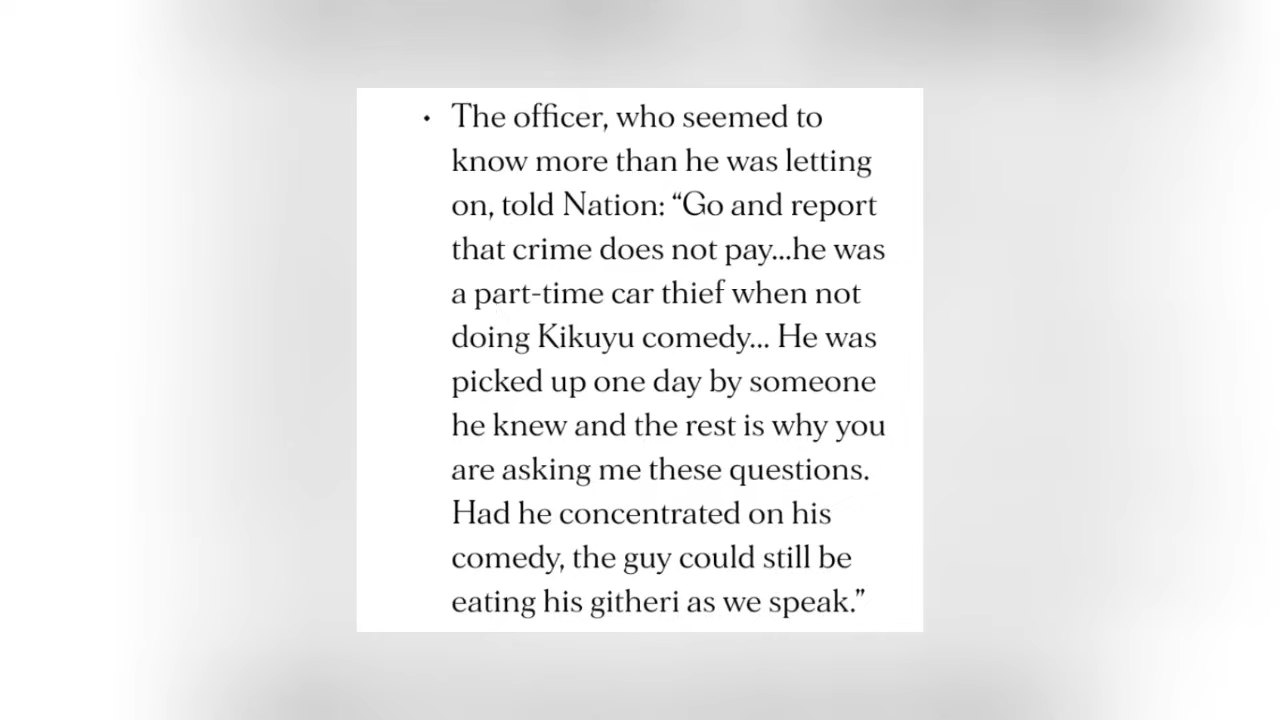 • The officer, who seemed to
know more than he was letting
on, told Nation: “Go and report
that crime does not pay...he was
a part-time car thief when not
doing Kikuyu comedy... He was
picked up one day by someone
he knew and the rest is why you
are asking me these questions.
Had he concentrated on his
comedy, the guy could still be
eating his githeri as we speak.”